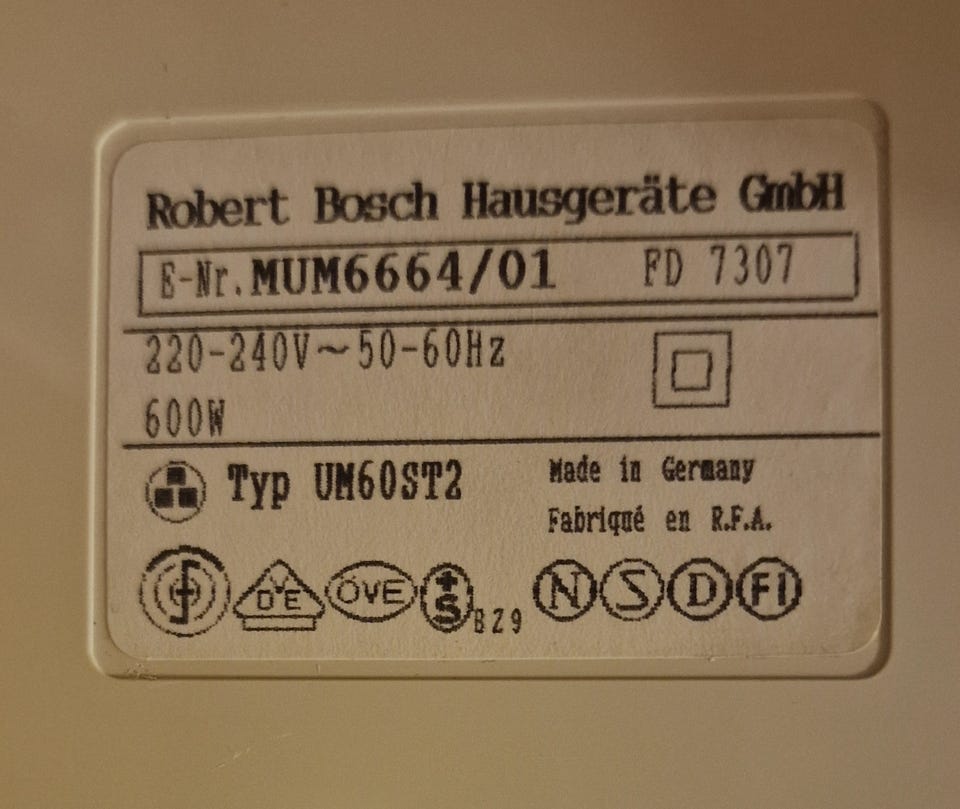 Robert Bosch Hausgeräte GmbH
E-Nr.MUM6664/01 FD 7307
220-240V~50-60Hz
600W
Typ UM60ST2
Made in Germany
Fabriqué en R.F.A.
VDE ÖVE +S BZ9 N S D FI